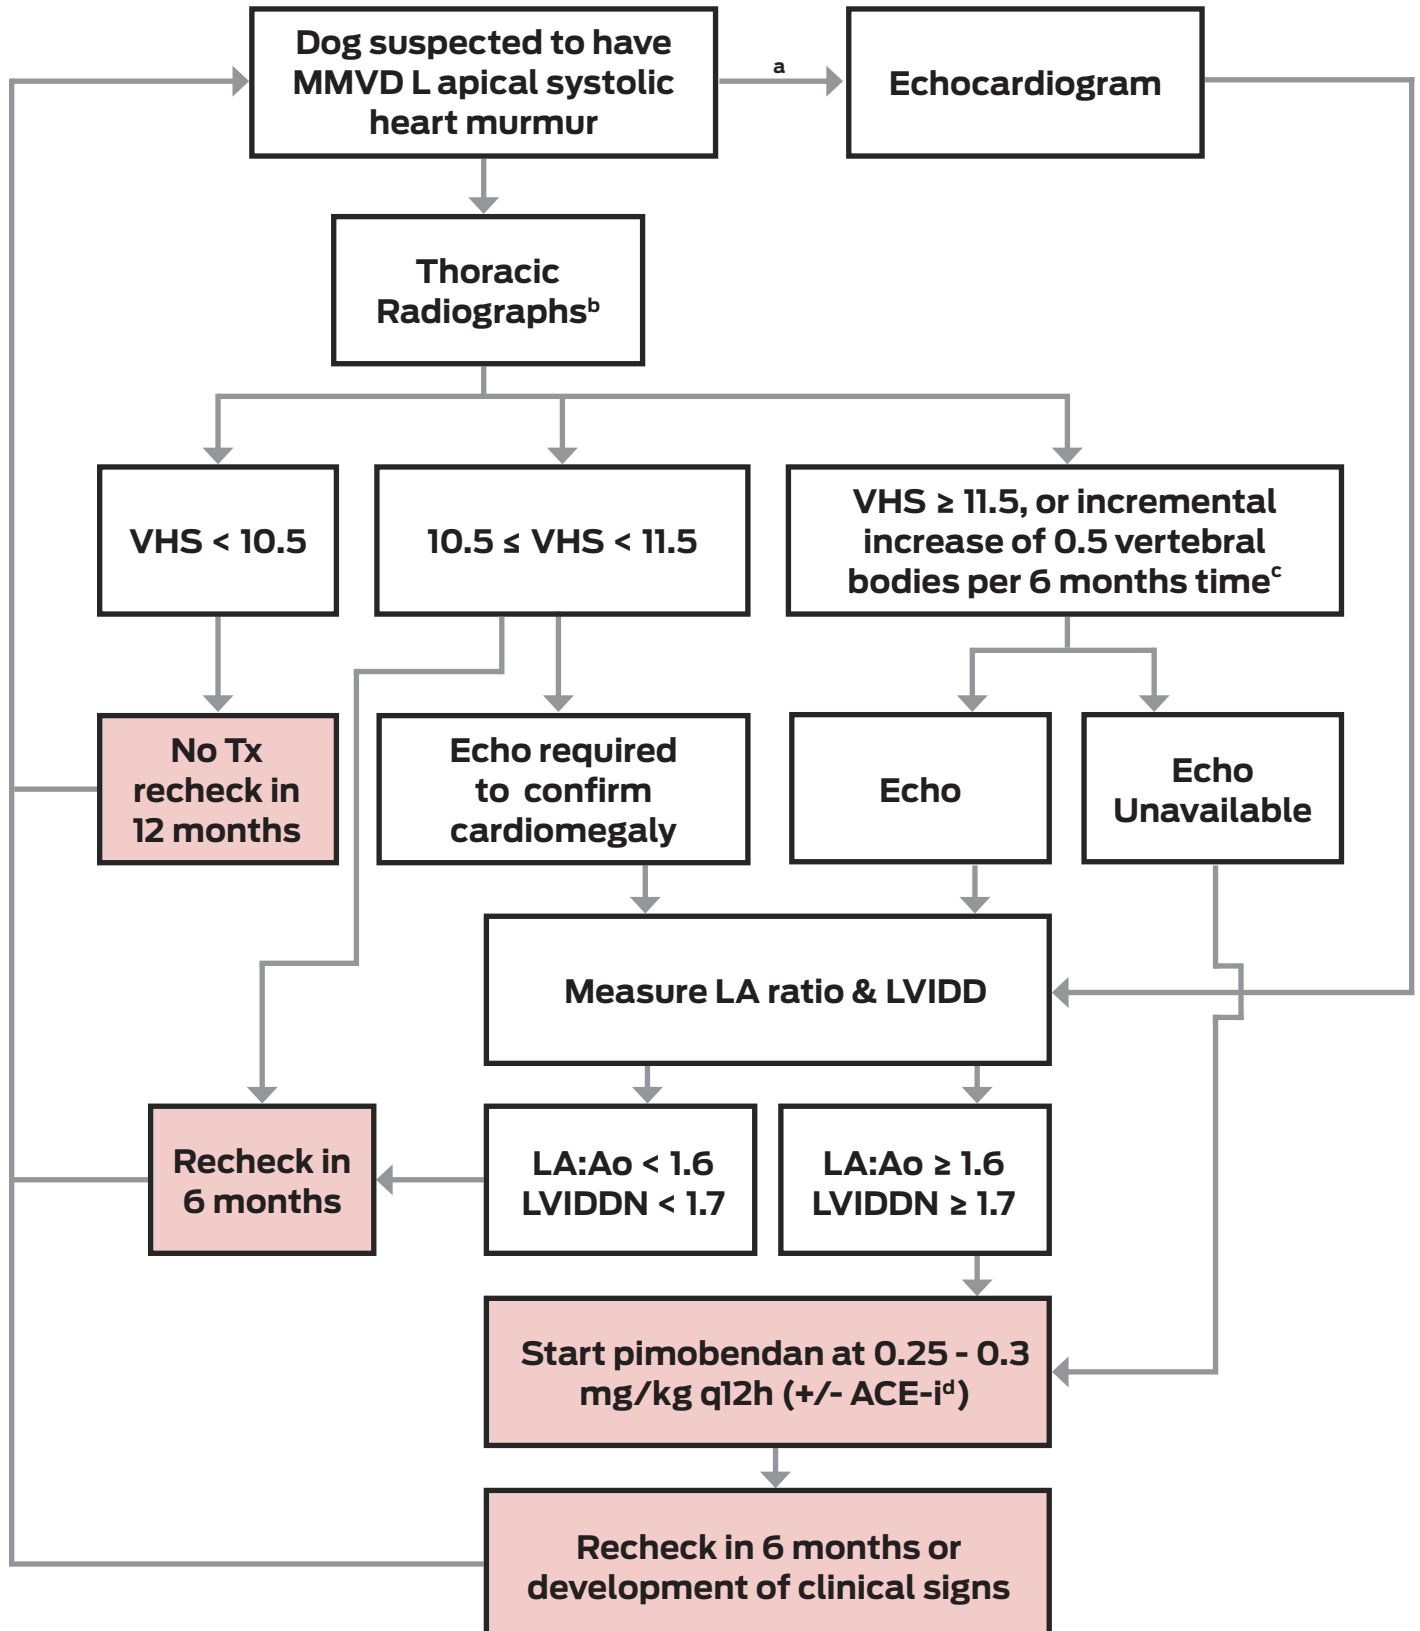 Dog suspected to have
MMVD L apical systolic
heart murmur
a
Echocardiogram
Thoracic
Radiographsᵇ
VHS < 10.5
10.5 ≤ VHS < 11.5
VHS ≥ 11.5, or incremental
increase of 0.5 vertebral
bodies per 6 months timeᶜ
No Tx
recheck in
12 months
Echo required
to confirm
cardiomegaly
Echo
Echo
Unavailable
Measure LA ratio & LVIDD
Recheck in
6 months
LA:Ao < 1.6
LVIDDN < 1.7
LA:Ao ≥ 1.6
LVIDDN ≥ 1.7
Start pimobendan at 0.25 - 0.3
mg/kg q12h (+/- ACE-iᵈ)
Recheck in 6 months or
development of clinical signs